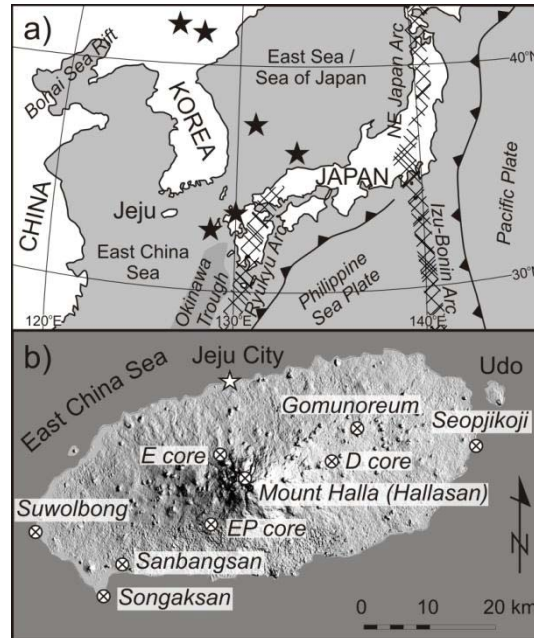 a)
East Sea /
Sea of Japan
40°N
Bohai Sea Rift
KOREA
NE Japan Arc
JAPAN
CHINA
Jeju
Pacific Plate
East China
Sea
Okinawa
Trough
Ryukyu Arc
Philippine
Sea Plate
Izu-Bonin Arc
30°N
120°E
130°E
140°E
b)
East China Sea
Jeju City
Udo
Gomunoreum
Seopjikoji
E core
D core
Mount Halla (Hallasan)
Suwolbong
EP core
Sanbangsan
Songaksan
N
0 10 20 km